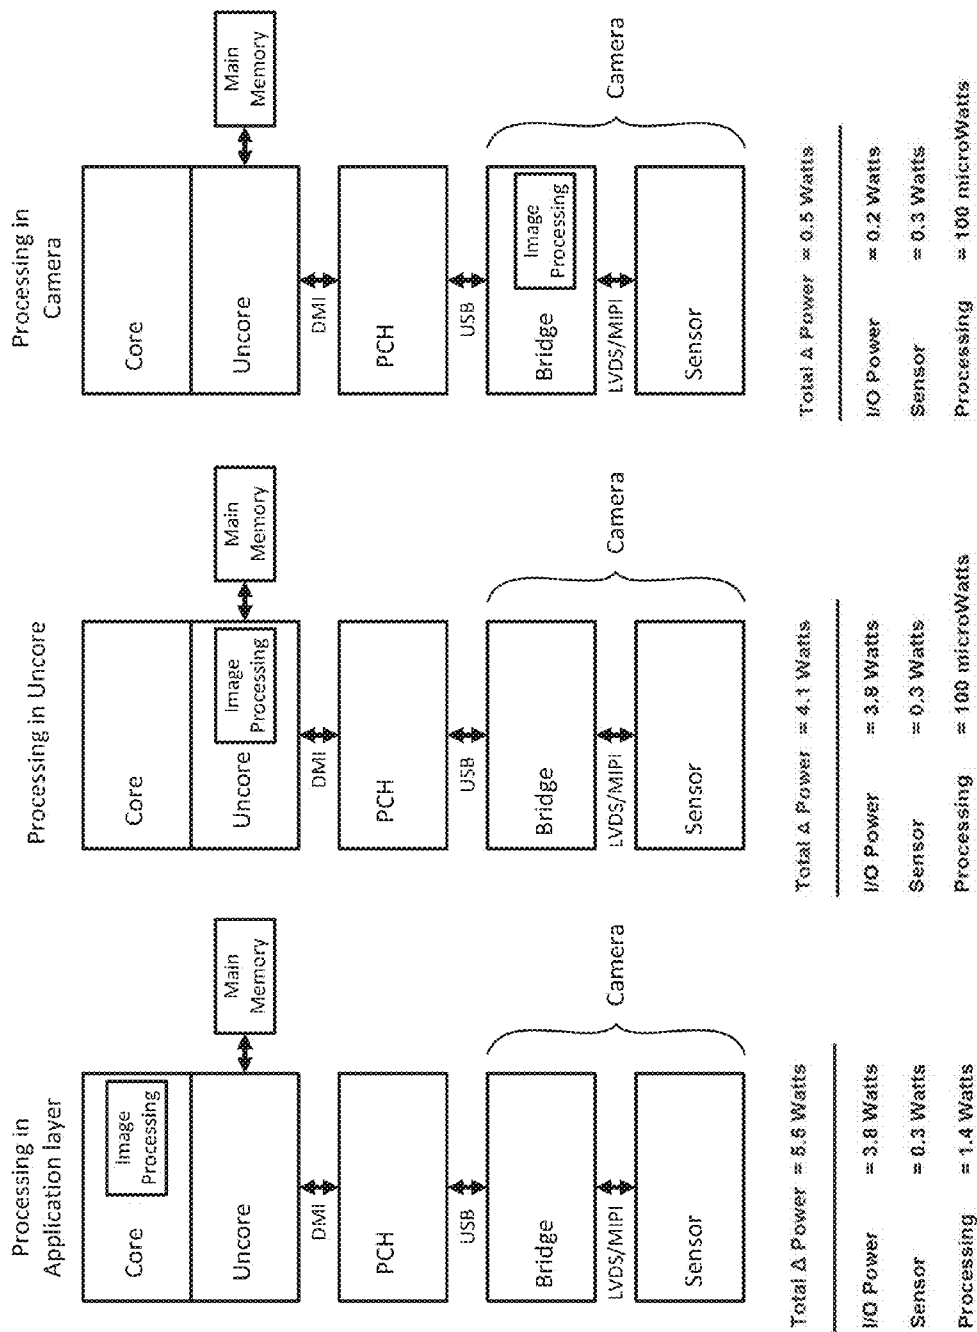 Processing in
Application layer
Core
Image
Processing
Uncore
Main
Memory
DMI
PCH
USB
Bridge
LVDS/MIPI
Sensor
Camera
Total Δ Power = 5.5 Watts
I/O Power = 3.8 Watts
Sensor = 0.3 Watts
Processing = 1.4 Watts
Processing in Uncore
Core
Uncore
Image
Processing
Main
Memory
DMI
PCH
USB
Bridge
LVDS/MIPI
Sensor
Camera
Total Δ Power = 4.1 Watts
I/O Power = 3.8 Watts
Sensor = 0.3 Watts
Processing = 100 microWatts
Processing in
Camera
Core
Uncore
Main
Memory
DMI
PCH
USB
Bridge
Image
Processing
LVDS/MIPI
Sensor
Camera
Total Δ Power = 0.5 Watts
I/O Power = 0.2 Watts
Sensor = 0.3 Watts
Processing = 100 microWatts